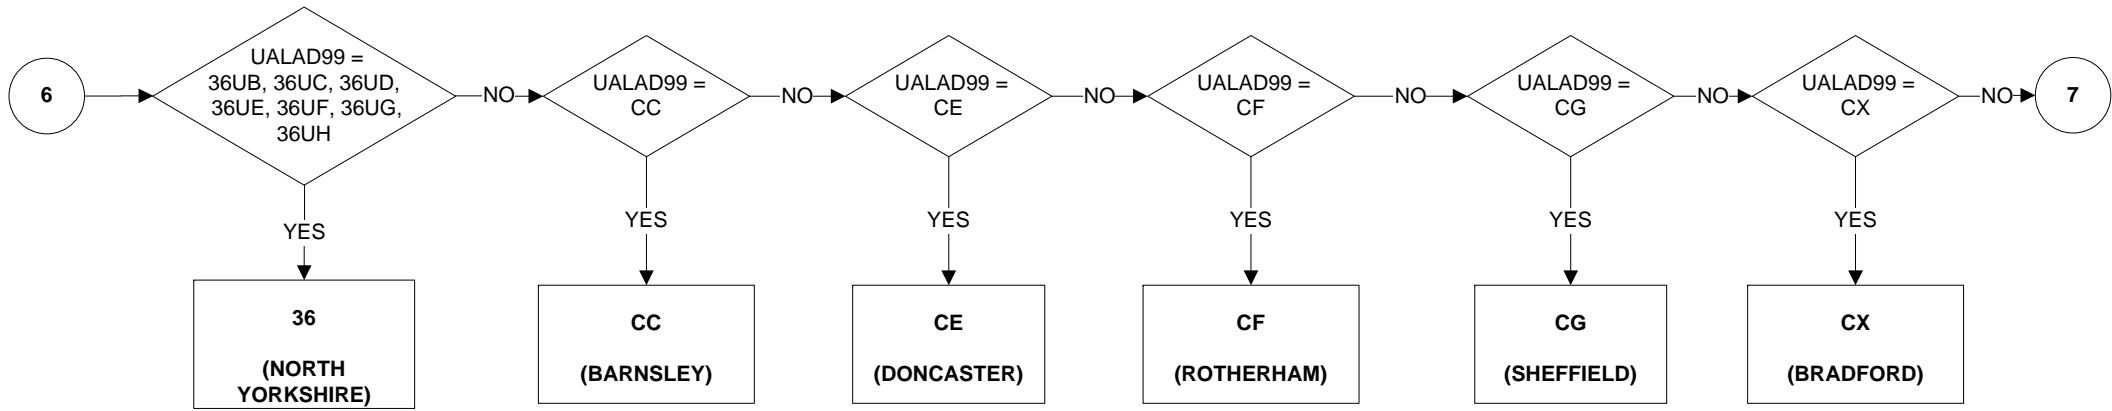 6
UALAD99 =
36UB, 36UC, 36UD,
36UE, 36UF, 36UG,
36UH
NO
UALAD99 =
CC
NO
UALAD99 =
CE
NO
UALAD99 =
CF
NO
UALAD99 =
CG
NO
UALAD99 =
CX
NO
7
YES
YES
YES
YES
YES
YES
36
(NORTH
YORKSHIRE)
CC
(BARNSLEY)
CE
(DONCASTER)
CF
(ROTHERHAM)
CG
(SHEFFIELD)
CX
(BRADFORD)